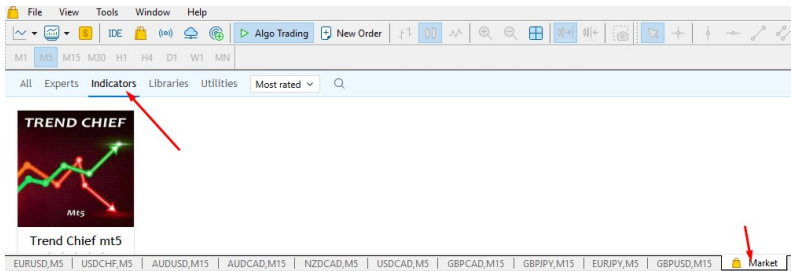 File View Tools Window Help
IDE Algo Trading New Order
M1 M5 M15 M30 H1 H4 D1 W1 MN
All Experts Indicators Libraries Utilities Most rated
TREND CHIEF
Mt5
Trend Chief mt5
EURUSD,M5 | USDCHF,M5 | AUDUSD,M15 | AUDCAD,M15 | NZDCAD,M5 | USDCAD,M5 | GBPCAD,M15 | GBPJPY,M15 | EURJPY,M5 | GBPUSD,M15 | Market